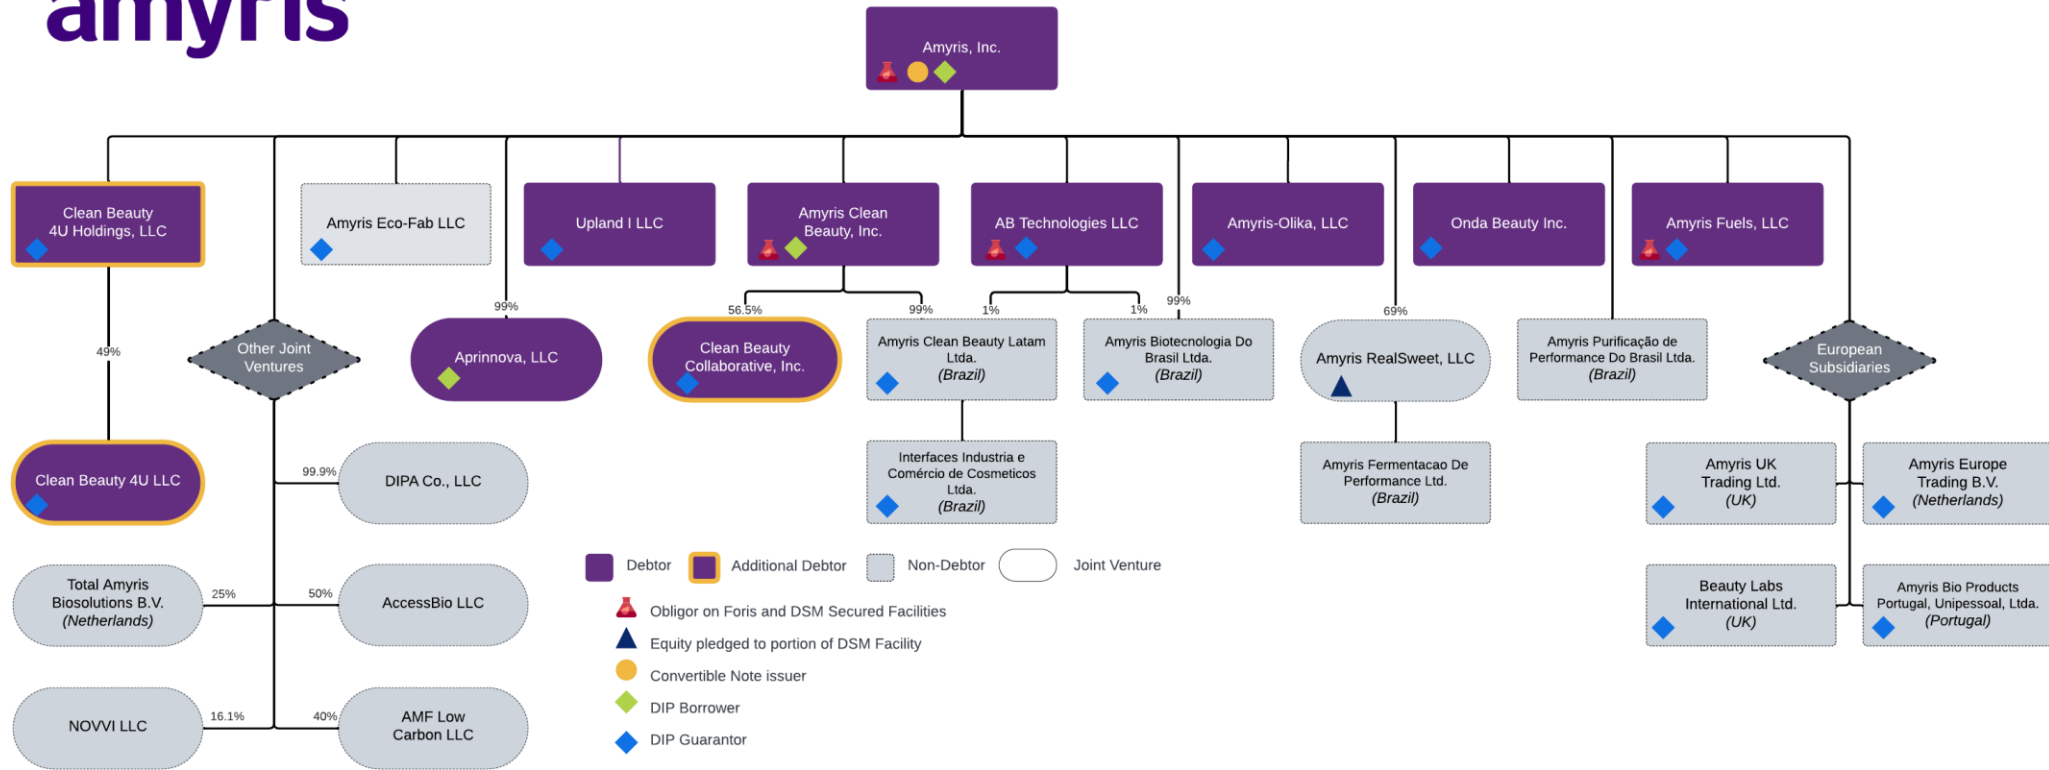 amyris
Amyris, Inc.
Clean Beauty
4U Holdings, LLC
Amyris Eco-Fab LLC
Upland I LLC
Amyris Clean
Beauty, Inc.
AB Technologies LLC
Amyris-Olika, LLC
Onda Beauty Inc.
Amyris Fuels, LLC
49%
Other Joint
Ventures
99%
Aprinnova, LLC
56.5%
Clean Beauty
Collaborative, Inc.
99%
1%
Amyris Clean Beauty Latam
Ltda.
(Brazil)
1%
99%
Amyris Biotecnologia Do
Brasil Ltda.
(Brazil)
69%
Amyris RealSweet, LLC
Amyris Purificação de
Performance Do Brasil Ltda.
(Brazil)
European
Subsidiaries
Clean Beauty 4U LLC
99.9%
DIPA Co., LLC
Interfaces Industria e
Comércio de Cosmeticos
Ltda.
(Brazil)
Amyris Fermentacao De
Performance Ltd.
(Brazil)
Amyris UK
Trading Ltd.
(UK)
Amyris Europe
Trading B.V.
(Netherlands)
Total Amyris
Biosolutions B.V.
(Netherlands)
25%
50%
AccessBio LLC
Beauty Labs
International Ltd.
(UK)
Amyris Bio Products
Portugal, Unipessoal, Ltda.
(Portugal)
NOVVI LLC
16.1%
40%
AMF Low
Carbon LLC
Debtor
Additional Debtor
Non-Debtor
Joint Venture
Obligor on Foris and DSM Secured Facilities
Equity pledged to portion of DSM Facility
Convertible Note issuer
DIP Borrower
DIP Guarantor